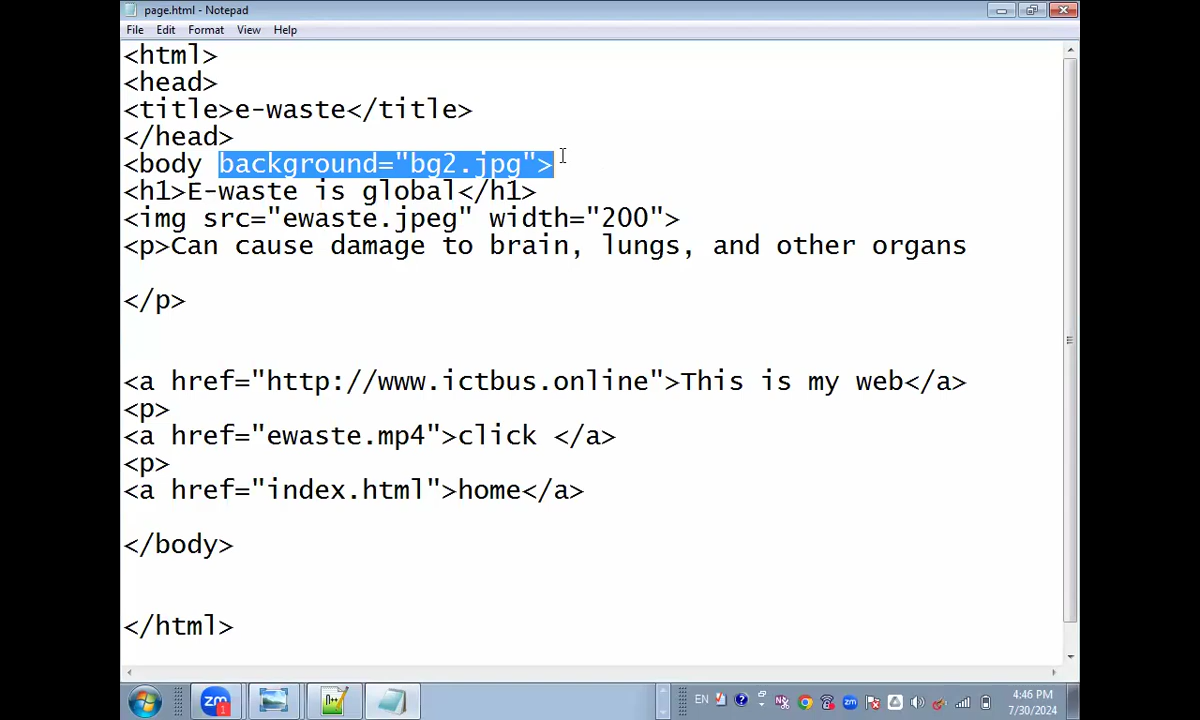 page.html - Notepad
File Edit Format View Help
<html>
<head>
<title>e-waste</title>
</head>
<body background="bg2.jpg">
<h1>E-waste is global</h1>
<img src="ewaste.jpeg" width="200">
<p>Can cause damage to brain, lungs, and other organs
</p>
<a href="http://www.ictbus.online">This is my web</a>
<p>
<a href="ewaste.mp4">click </a>
<p>
<a href="index.html">home</a>
</body>
</html>
zm 1 EN zm 4:46 PM
7/30/2024